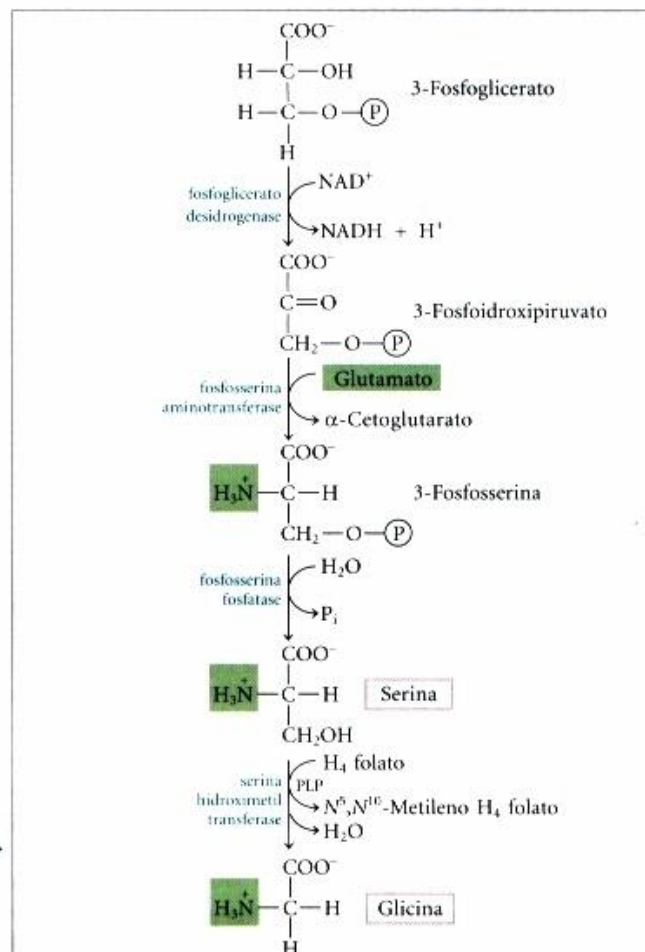 COO⁻
H—C—OH
3-Fosfoglicerato
H—C—O—P
H
fosfoglicerato
desidrogenase
NAD⁺
NADH + H⁺
COO⁻
C=O
3-Fosfoidroxipiruvato
CH₂—O—P
fosfosserina
aminotransferase
Glutamato
α-Cetoglutarato
COO⁻
H₃N⁺—C—H
3-Fosfosserina
CH₂—O—P
fosfosserina
fosfatase
H₂O
Pᵢ
COO⁻
H₃N⁺—C—H
Serina
CH₂OH
serina
hidroximetil
transferase
H₄ folato
PLP
N⁵,N¹⁰-Metileno H₄ folato
H₂O
COO⁻
H₃N⁺—C—H
Glicina
H